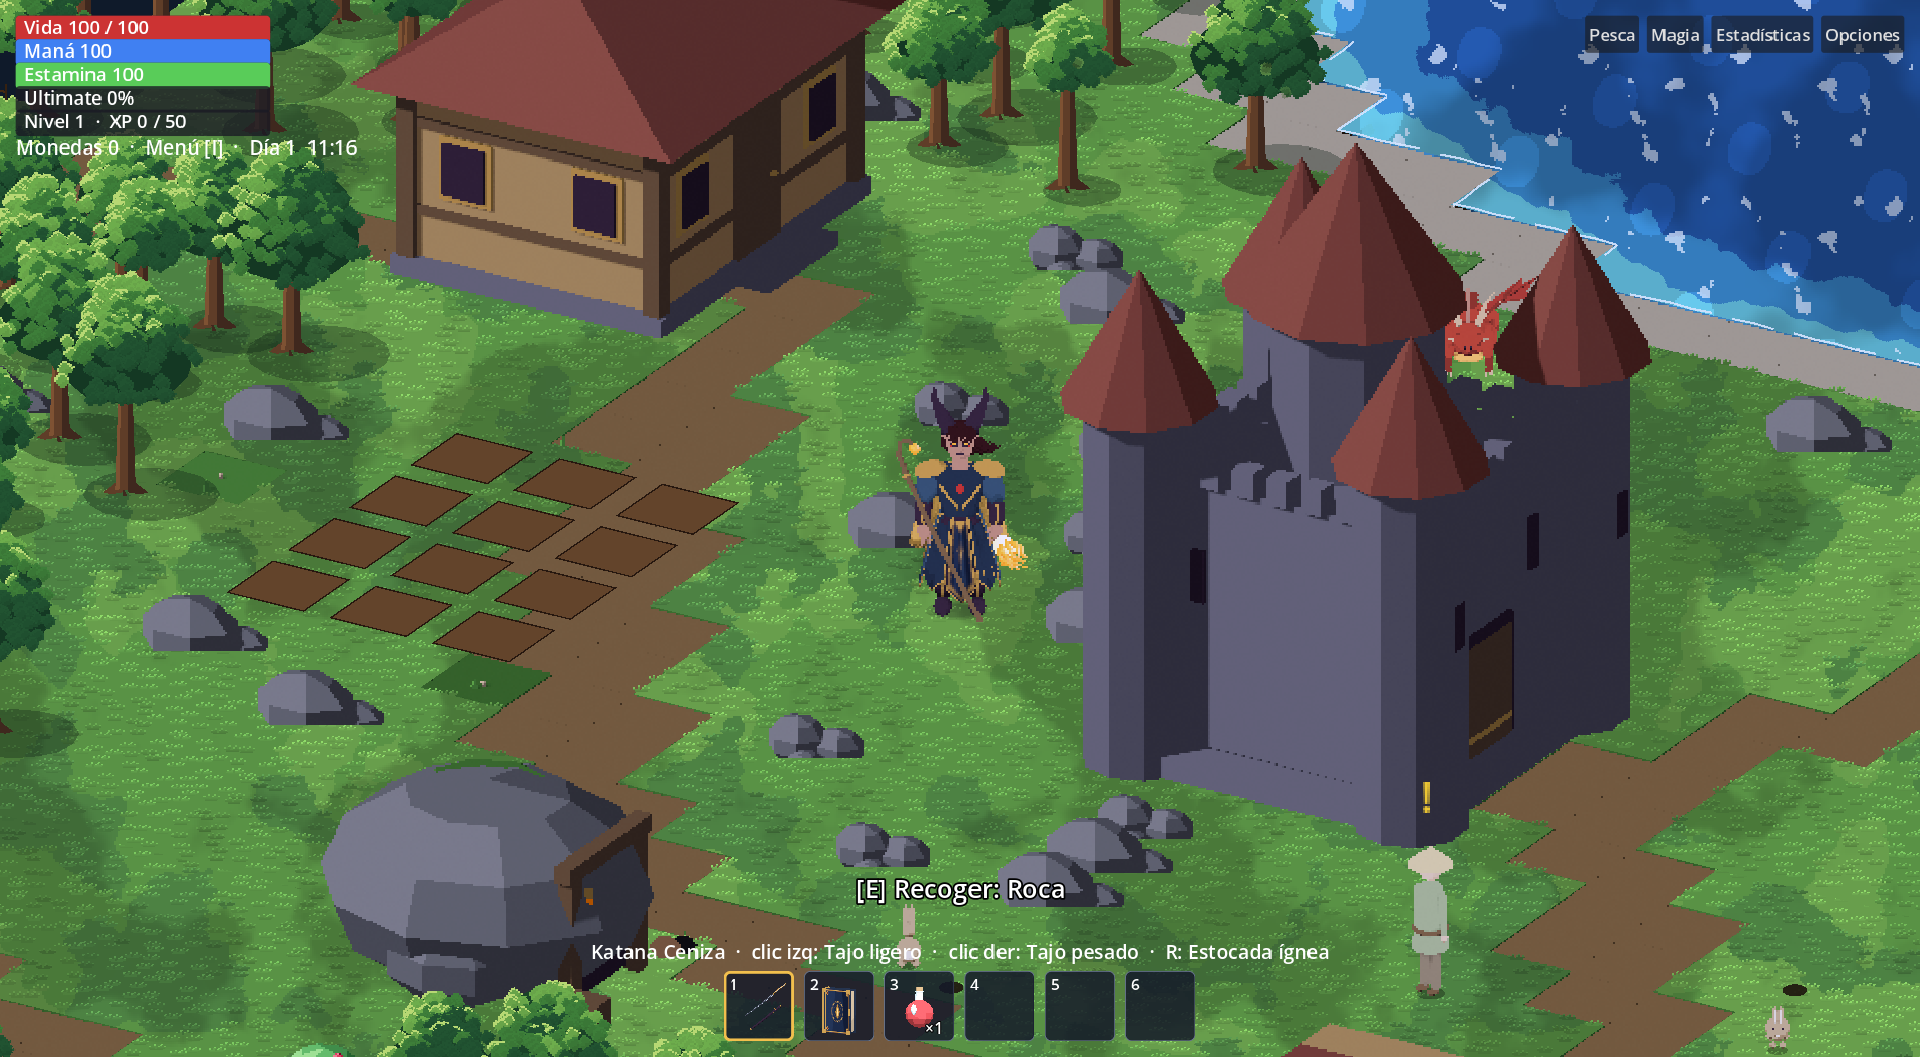 Vida 100 / 100
Maná 100
Estamina 100
Ultimate 0%
Nivel 1 · XP 0 / 50
Monedas 0 · Menú [I] · Día 1 11:16
Pesca
Magia
Estadísticas
Opciones
!
[E] Recoger: Roca
Katana Ceniza · clic izq: Tajo ligero · clic der: Tajo pesado · R: Estocada ígnea
1
2
3
×1
4
5
6